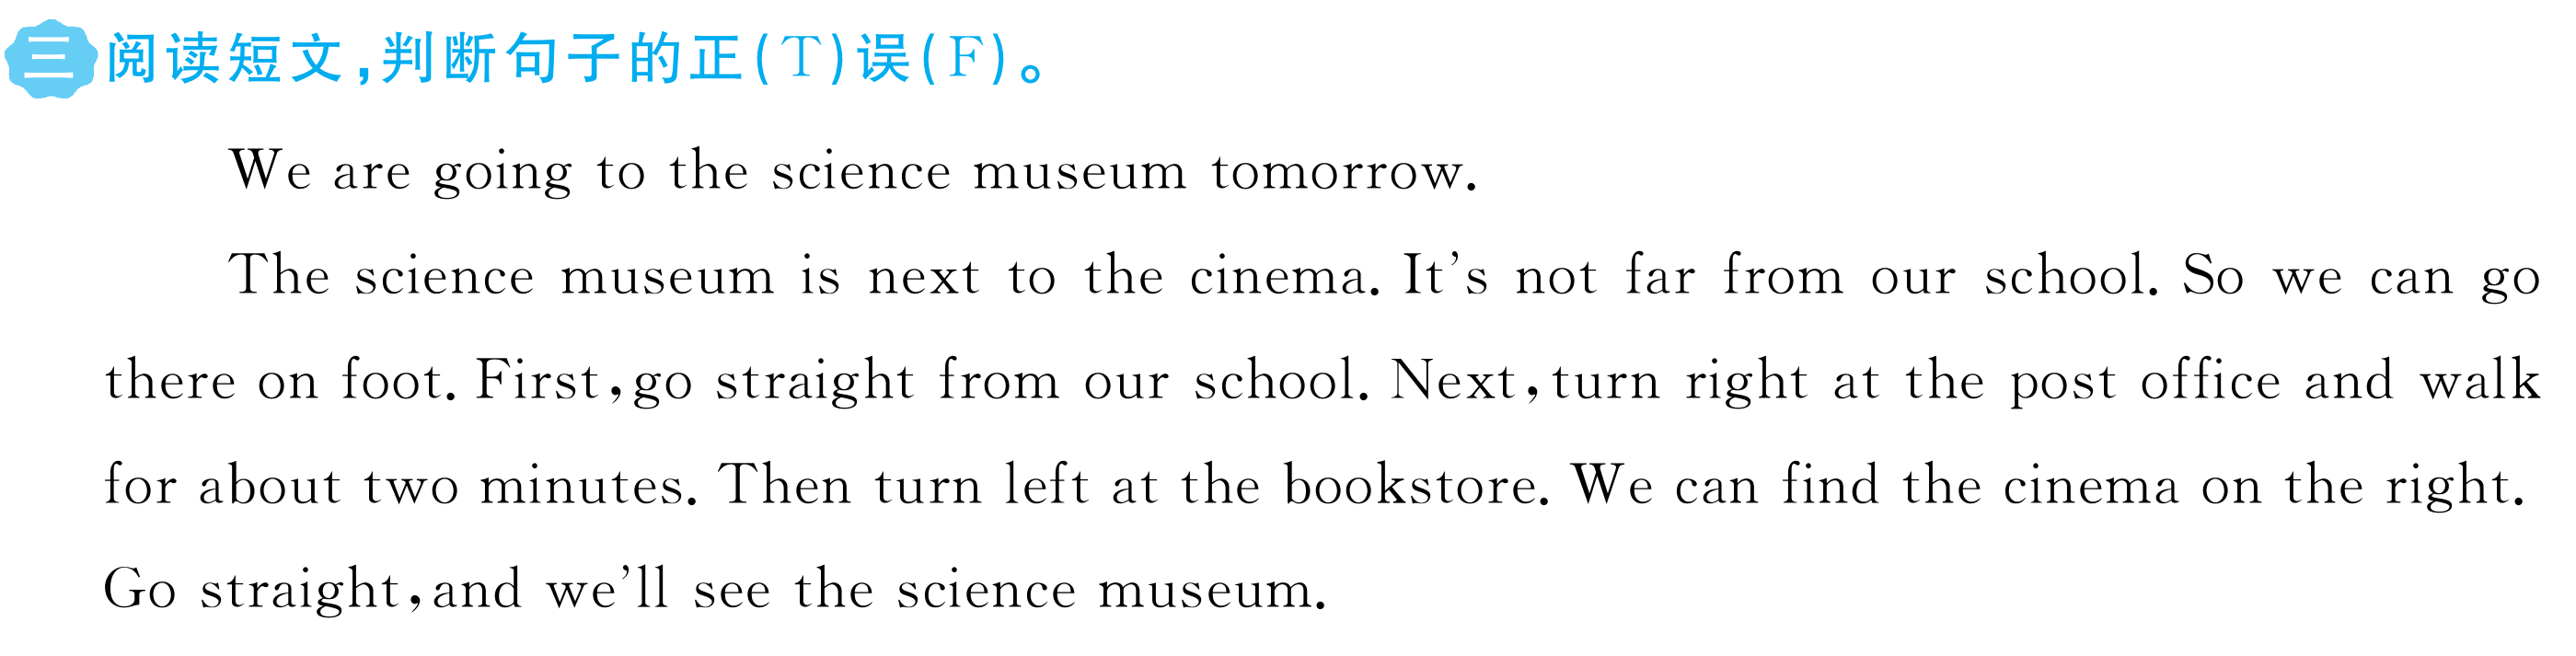 三 阅读短文,判断句子的正(T)误(F)。
We are going to the science museum tomorrow.
The science museum is next to the cinema. It's not far from our school. So we can go
there on foot. First,go straight from our school. Next,turn right at the post office and walk
for about two minutes. Then turn left at the bookstore. We can find the cinema on the right.
Go straight,and we'll see the science museum.